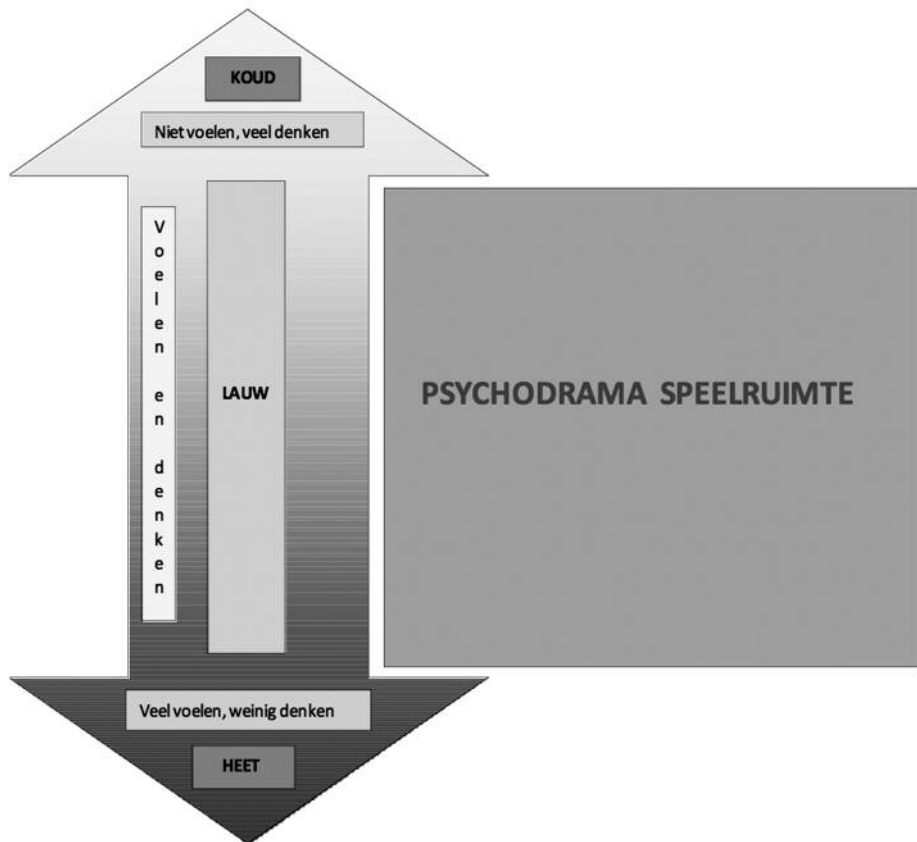 KOUD
Niet voelen, veel denken
Voelen en denken
LAUW
PSYCHODRAMA SPEELRUIMTE
Veel voelen, weinig denken
HEET